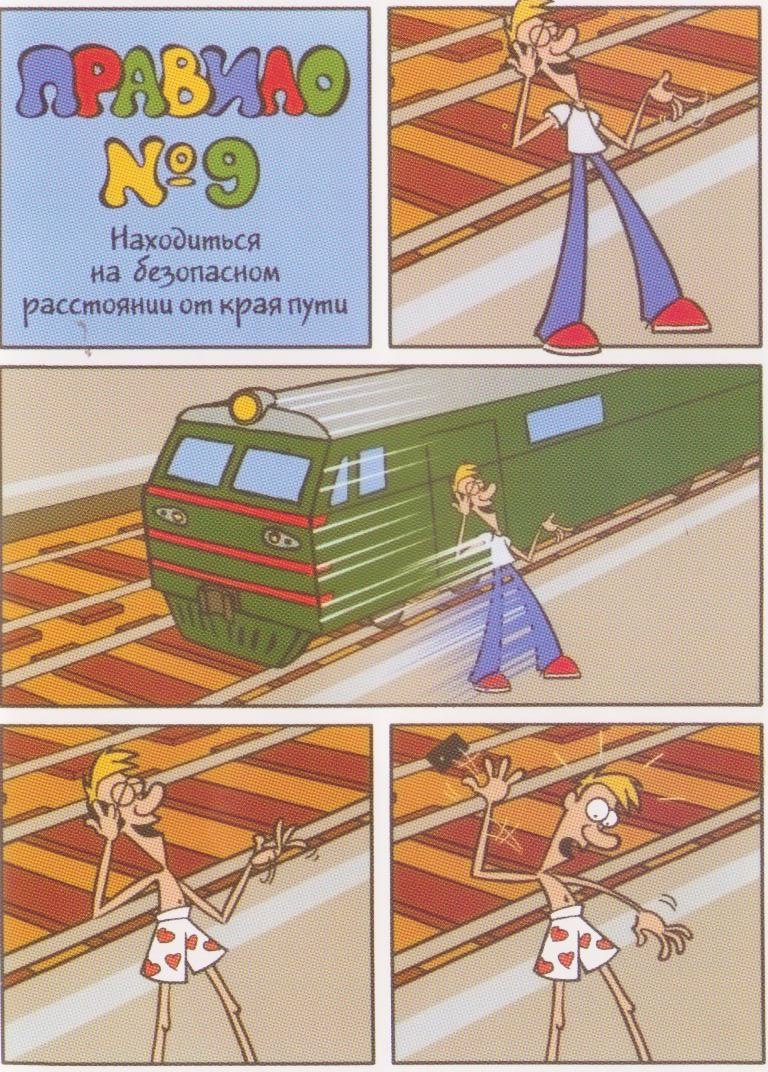 ПРАВИЛО
№9
Находиться
на безопасном
расстоянии от края пути